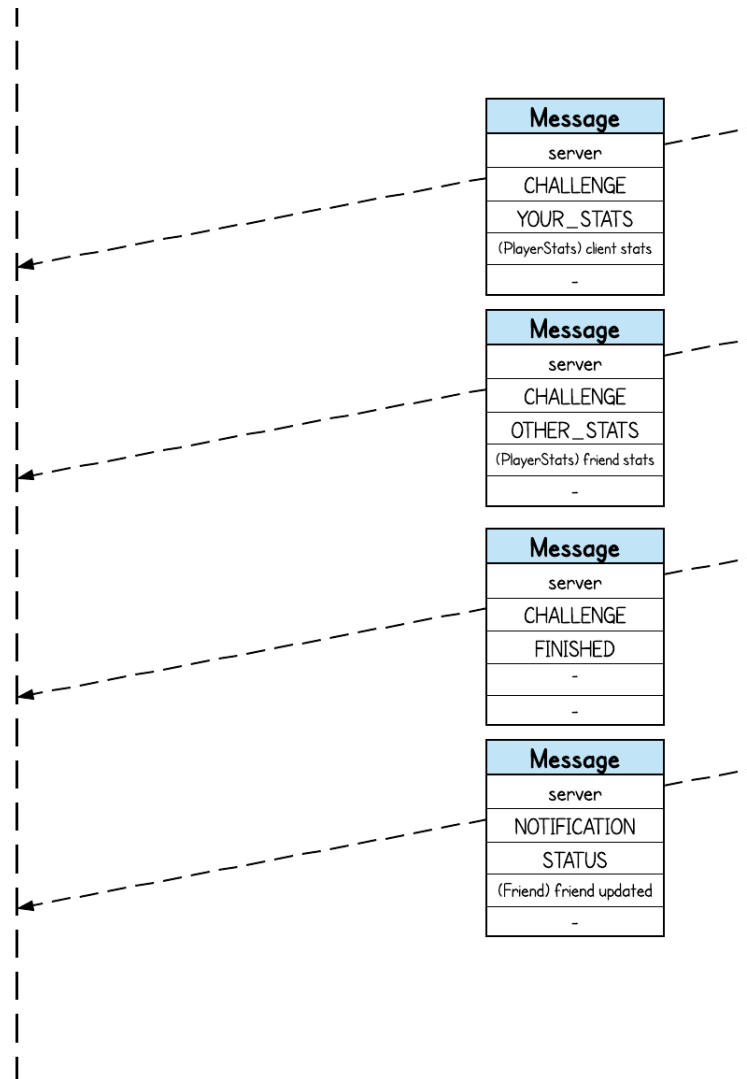 Message
server
CHALLENGE
YOUR_STATS
(PlayerStats) client stats
-
Message
server
CHALLENGE
OTHER_STATS
(PlayerStats) friend stats
-
Message
server
CHALLENGE
FINISHED
-
-
Message
server
NOTIFICATION
STATUS
(Friend) friend updated
-